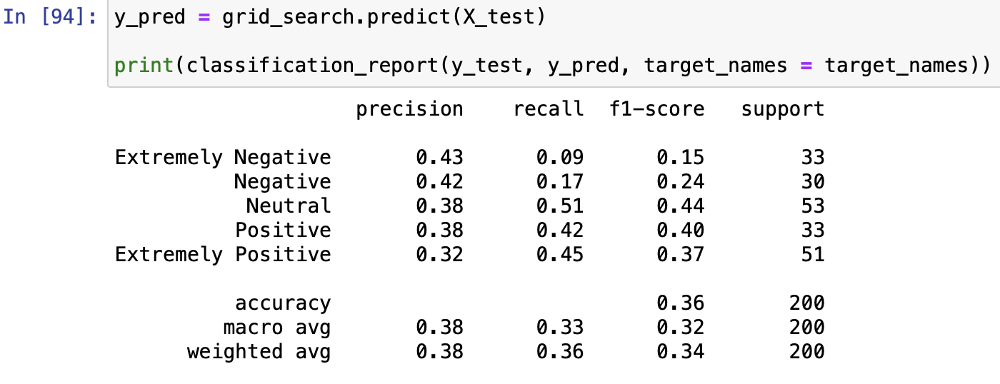 In [94]: y_pred = grid_search.predict(X_test)
print(classification_report(y_test, y_pred, target_names = target_names))
precision recall f1-score support
Extremely Negative 0.43 0.09 0.15 33
Negative 0.42 0.17 0.24 30
Neutral 0.38 0.51 0.44 53
Positive 0.38 0.42 0.40 33
Extremely Positive 0.32 0.45 0.37 51
accuracy 0.36 200
macro avg 0.38 0.33 0.32 200
weighted avg 0.38 0.36 0.34 200